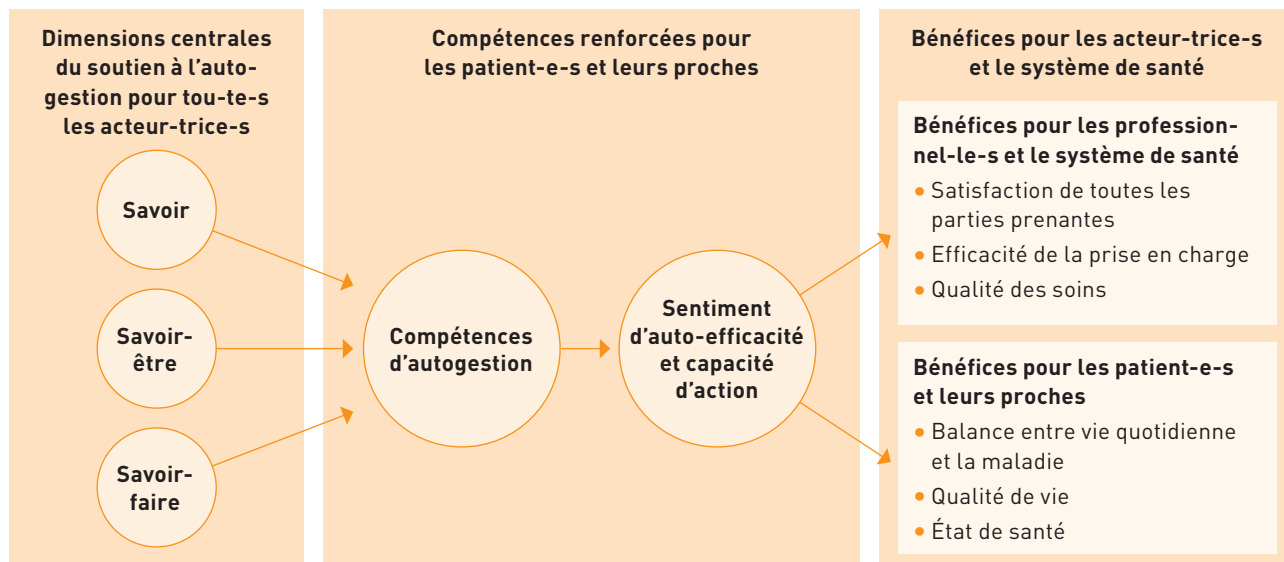 Dimensions centrales
du soutien à l’auto-
gestion pour tou-te-s
les acteur-trice-s
Savoir
Savoir-
être
Savoir-
faire
Compétences renforcées pour
les patient-e-s et leurs proches
Compétences
d’autogestion
Sentiment
d’auto-efficacité
et capacité
d’action
Bénéfices pour les acteur-trice-s
et le système de santé
Bénéfices pour les profession-
nel-le-s et le système de santé
• Satisfaction de toutes les
parties prenantes
• Efficacité de la prise en charge
• Qualité des soins
Bénéfices pour les patient-e-s
et leurs proches
• Balance entre vie quotidienne
et la maladie
• Qualité de vie
• État de santé